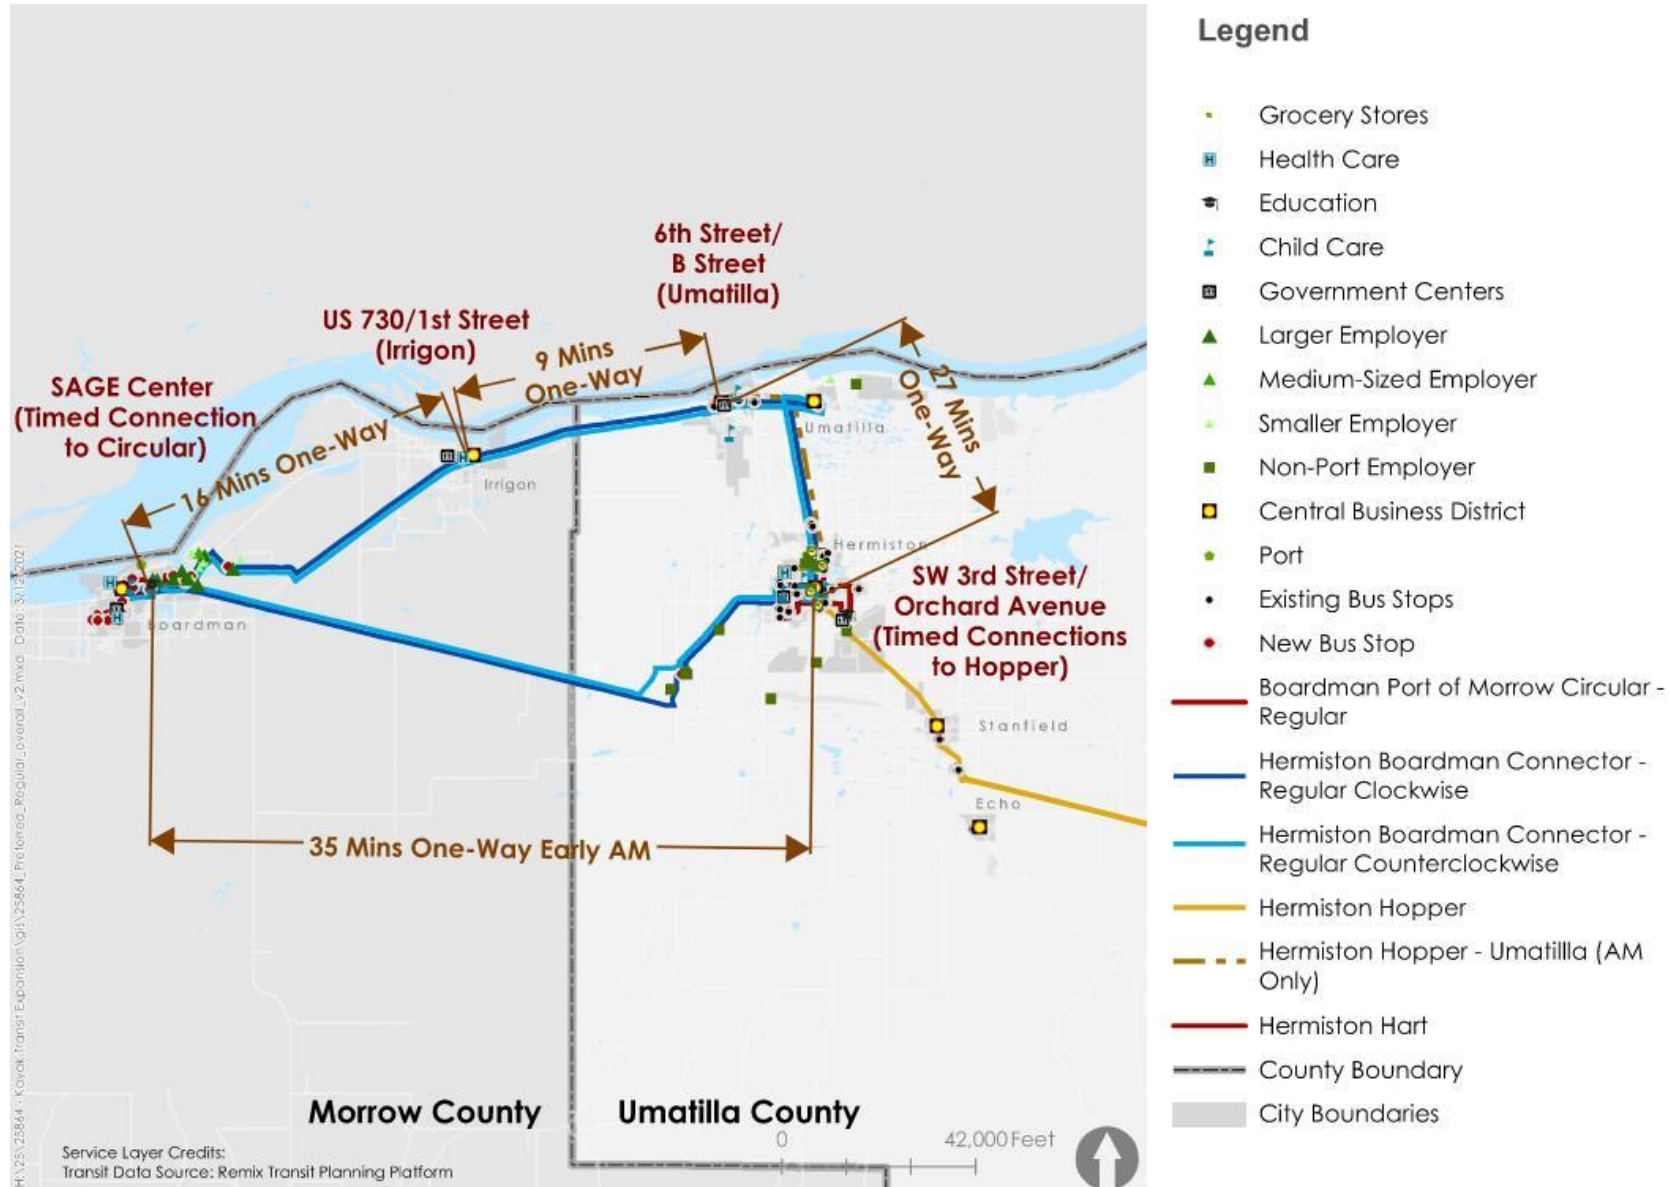 Legend
Grocery Stores
Health Care
Education
Child Care
Government Centers
Larger Employer
Medium-Sized Employer
Smaller Employer
Non-Port Employer
Central Business District
Port
Existing Bus Stops
New Bus Stop
Boardman Port of Morrow Circular -
Regular
Hermiston Boardman Connector -
Regular Clockwise
Hermiston Boardman Connector -
Regular Counterclockwise
Hermiston Hopper
Hermiston Hopper - Umatillla (AM
Only)
Hermiston Hart
County Boundary
City Boundaries
6th Street/
B Street
(Umatilla)
US 730/1st Street
(Irrigon)
9 Mins
One-Way
27 Mins
One-Way
SAGE Center
(Timed Connection
to Circular)
16 Mins One-Way
Umatilla
Irrigon
Hermiston
SW 3rd Street/
Orchard Avenue
(Timed Connections
to Hopper)
Boardman
Stanfield
Echo
35 Mins One-Way Early AM
Morrow County
Umatilla County
0
42,000 Feet
Service Layer Credits:
Transit Data Source: Remix Transit Planning Platform